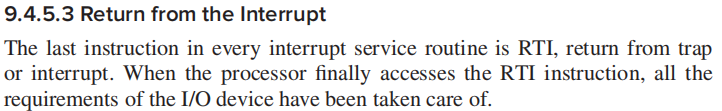 9.4.5.3 Return from the Interrupt
The last instruction in every interrupt service routine is RTI, return from trap
or interrupt. When the processor finally accesses the RTI instruction, all the
requirements of the I/O device have been taken care of.